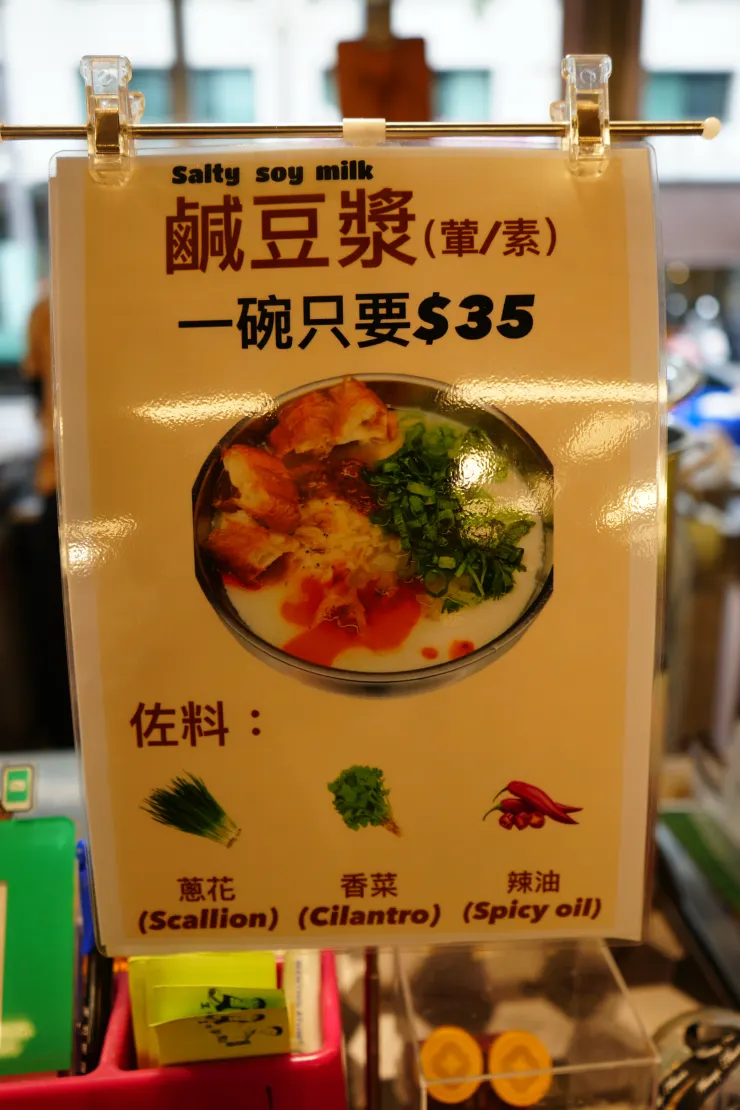 Salty soy milk
鹹豆漿(葷/素)
一碗只要$35
佐料：
蔥花 香菜 辣油
(Scallion) (Cilantro) (Spicy oil)